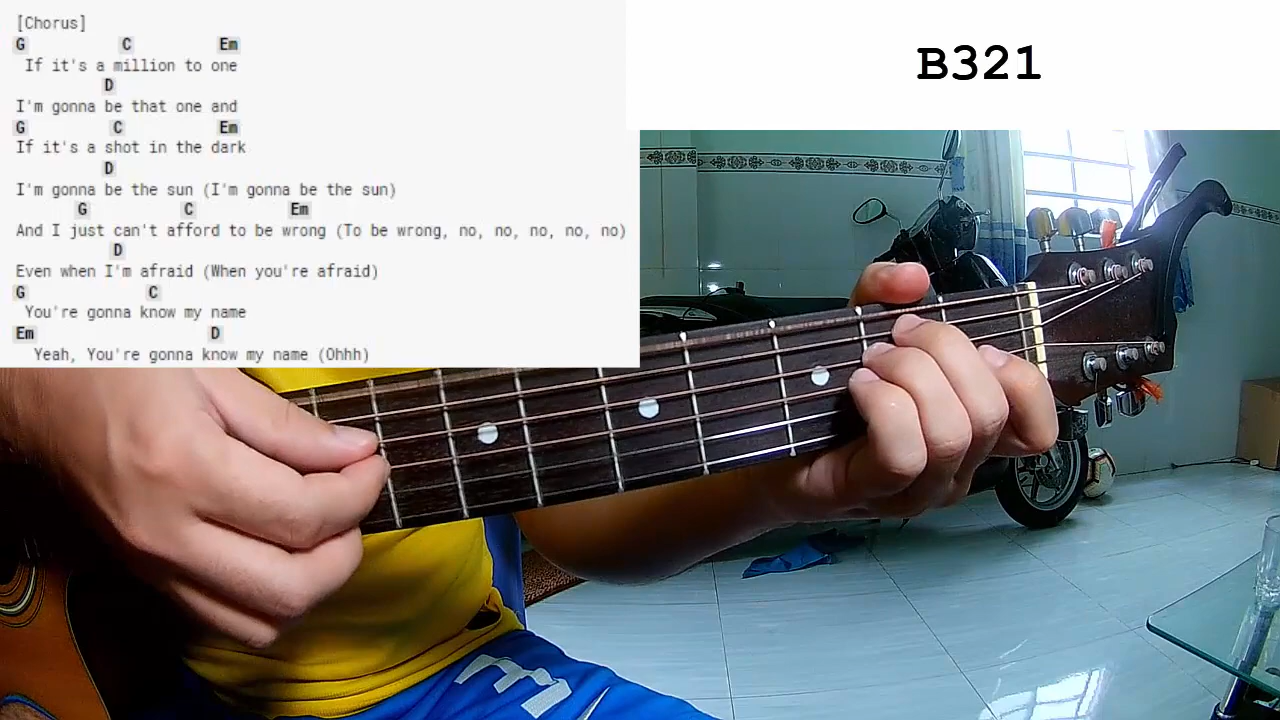 [Chorus]
G C Em
If it's a million to one
D
I'm gonna be that one and
G C Em
If it's a shot in the dark
D
I'm gonna be the sun (I'm gonna be the sun)
G C Em
And I just can't afford to be wrong (To be wrong, no, no, no, no, no)
D
Even when I'm afraid (When you're afraid)
G C
You're gonna know my name
Em D
Yeah, You're gonna know my name (Ohhh)
B321